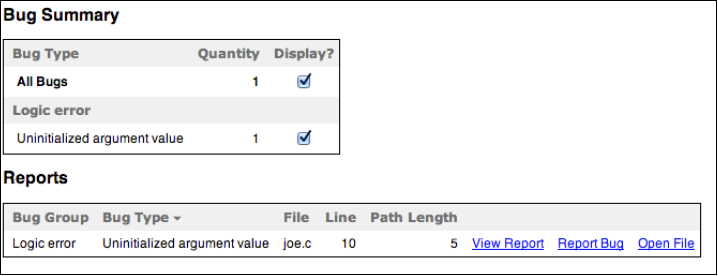 Bug Summary
Bug Type Quantity Display?
All Bugs 1
Logic error
Uninitialized argument value 1
Reports
Bug Group Bug Type File Line Path Length
Logic error Uninitialized argument value joe.c 10 5 View Report Report Bug Open File